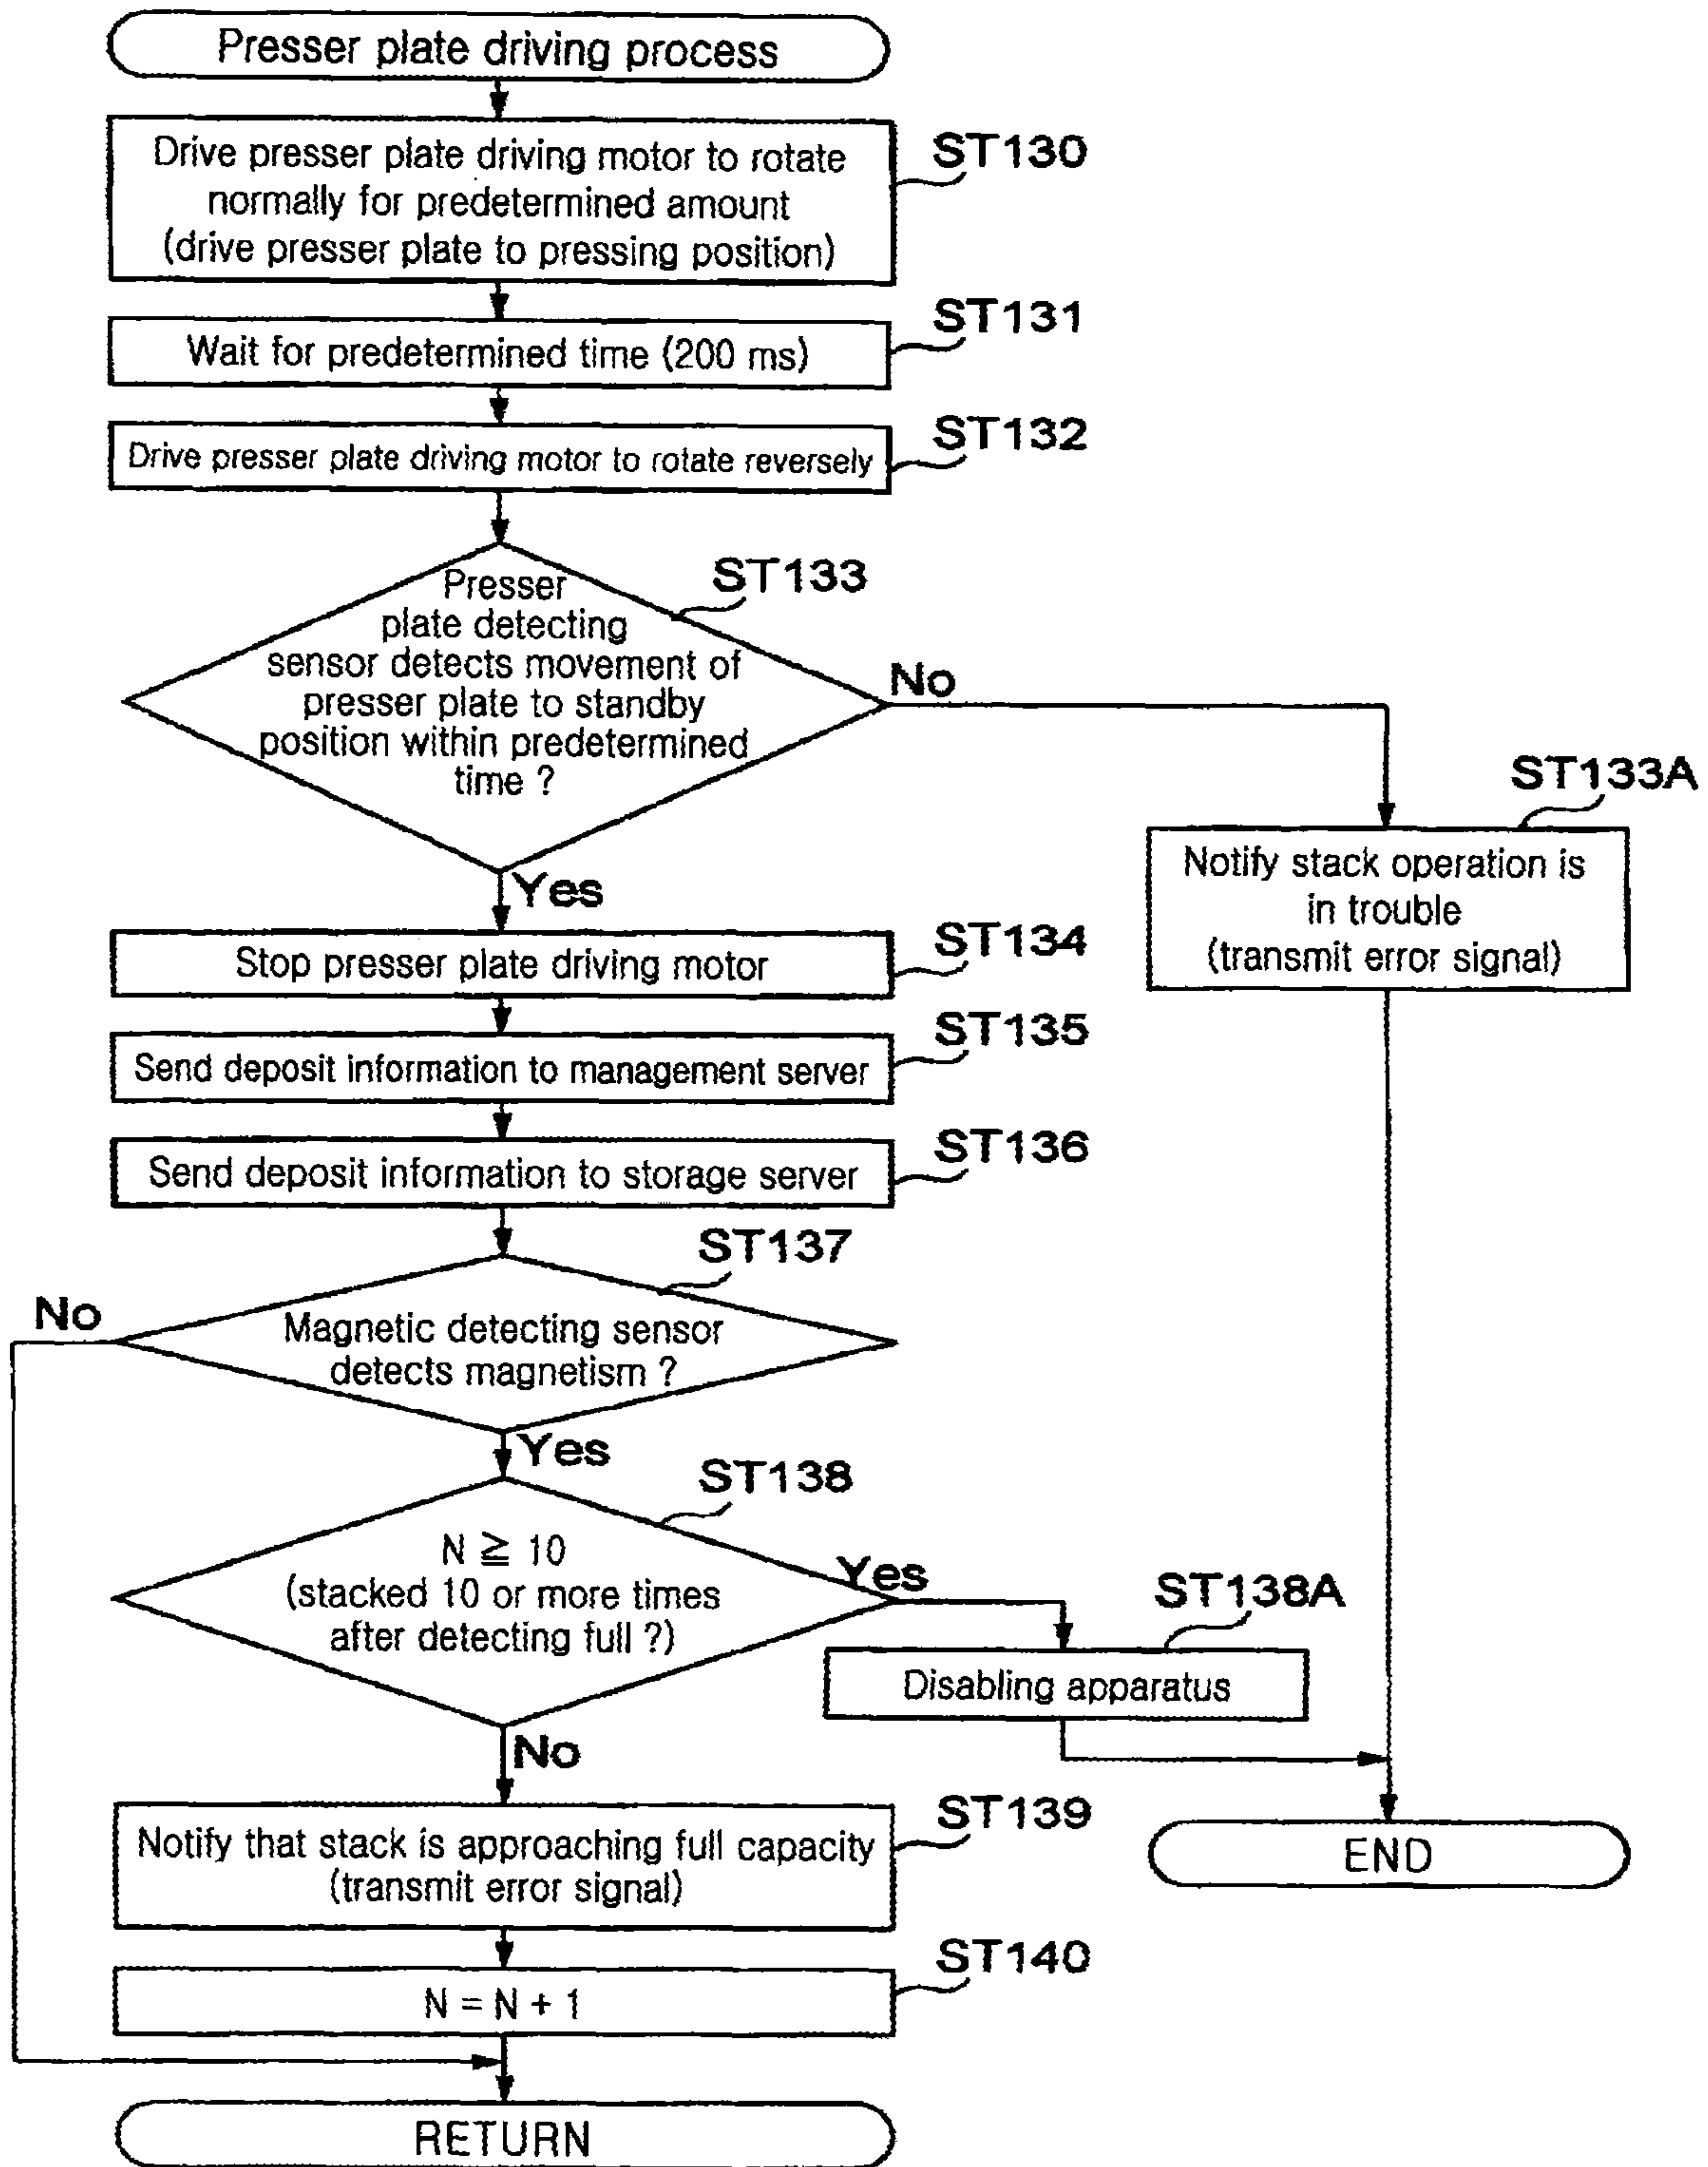 Presser plate driving process
Drive presser plate driving motor to rotate
normally for predetermined amount
(drive presser plate to pressing position)
ST130
Wait for predetermined time (200 ms)
ST131
Drive presser plate driving motor to rotate reversely
ST132
Presser
plate detecting
sensor detects movement of
presser plate to standby
position within predetermined
time ?
ST133
No
ST133A
Notify stack operation is
in trouble
(transmit error signal)
Yes
Stop presser plate driving motor
ST134
Send deposit information to management server
ST135
Send deposit information to storage server
ST136
ST137
No
Magnetic detecting sensor
detects magnetism ?
Yes
ST138
N ≧ 10
(stacked 10 or more times
after detecting full ?)
Yes
ST138A
Disabling apparatus
No
Notify that stack is approaching full capacity
(transmit error signal)
ST139
END
N = N + 1
ST140
RETURN